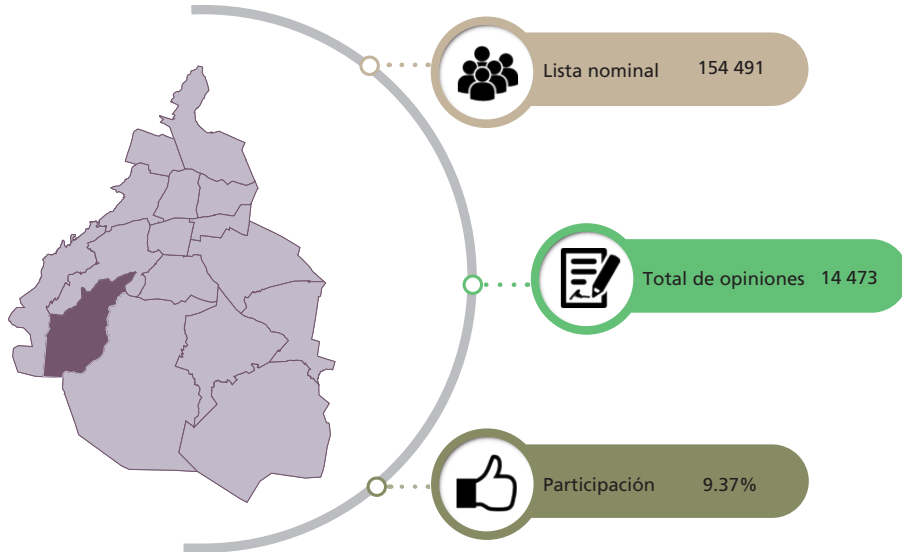 Lista nominal 154 491
Total de opiniones 14 473
Participación 9.37%